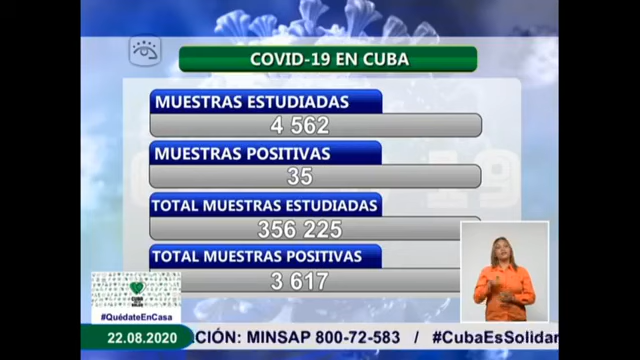 COVID-19 EN CUBA
MUESTRAS ESTUDIADAS
4 562
MUESTRAS POSITIVAS
35
TOTAL MUESTRAS ESTUDIADAS
356 225
TOTAL MUESTRAS POSITIVAS
3 617
#QuédateEnCasa
22.08.2020
ACIÓN: MINSAP 800-72-583 / #CubaEsSolidar